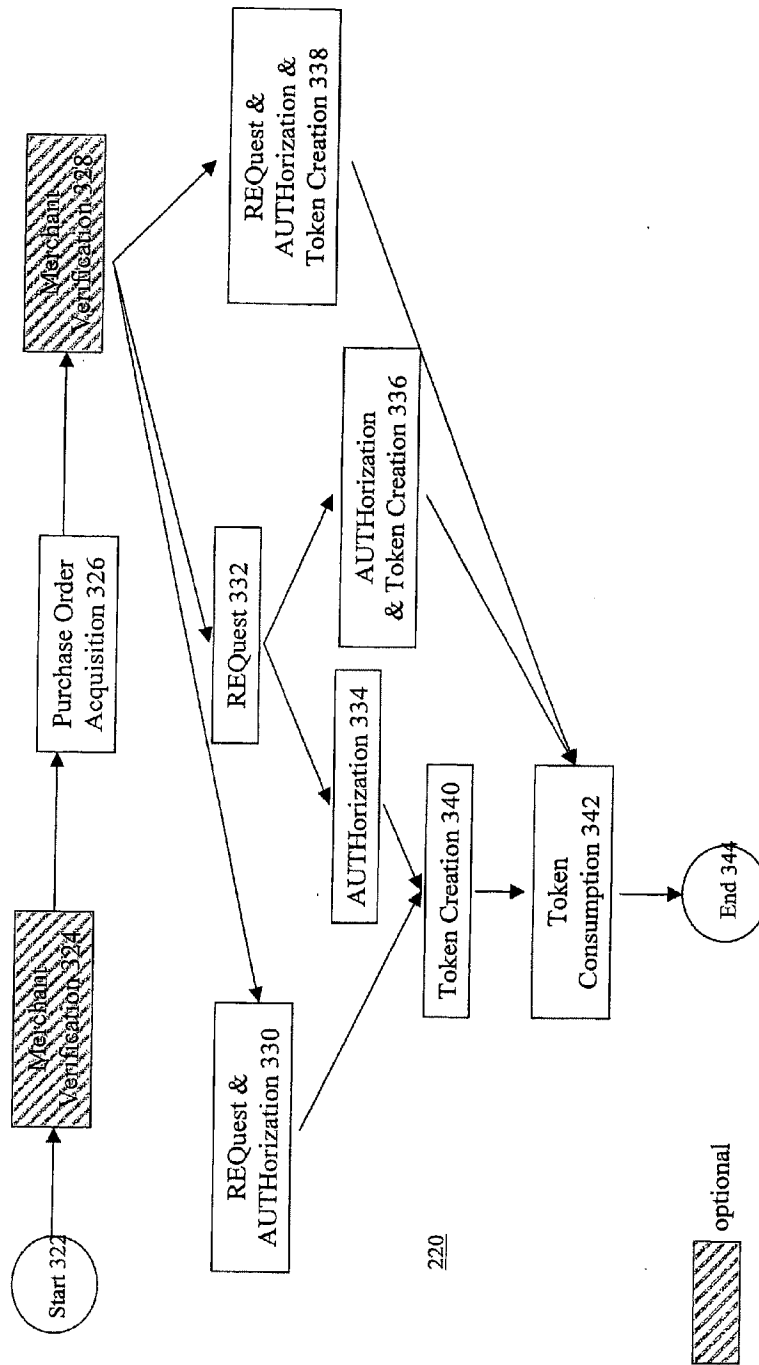 Start 322
Merchant
Verification 324
Purchase Order
Acquisition 326
Merchant
Verification 328
REQuest &
AUTHorization 330
REQuest 332
REQuest &
AUTHorization &
Token Creation 338
AUTHorization 334
AUTHorization
& Token Creation 336
Token Creation 340
Token
Consumption 342
End 344
220
optional